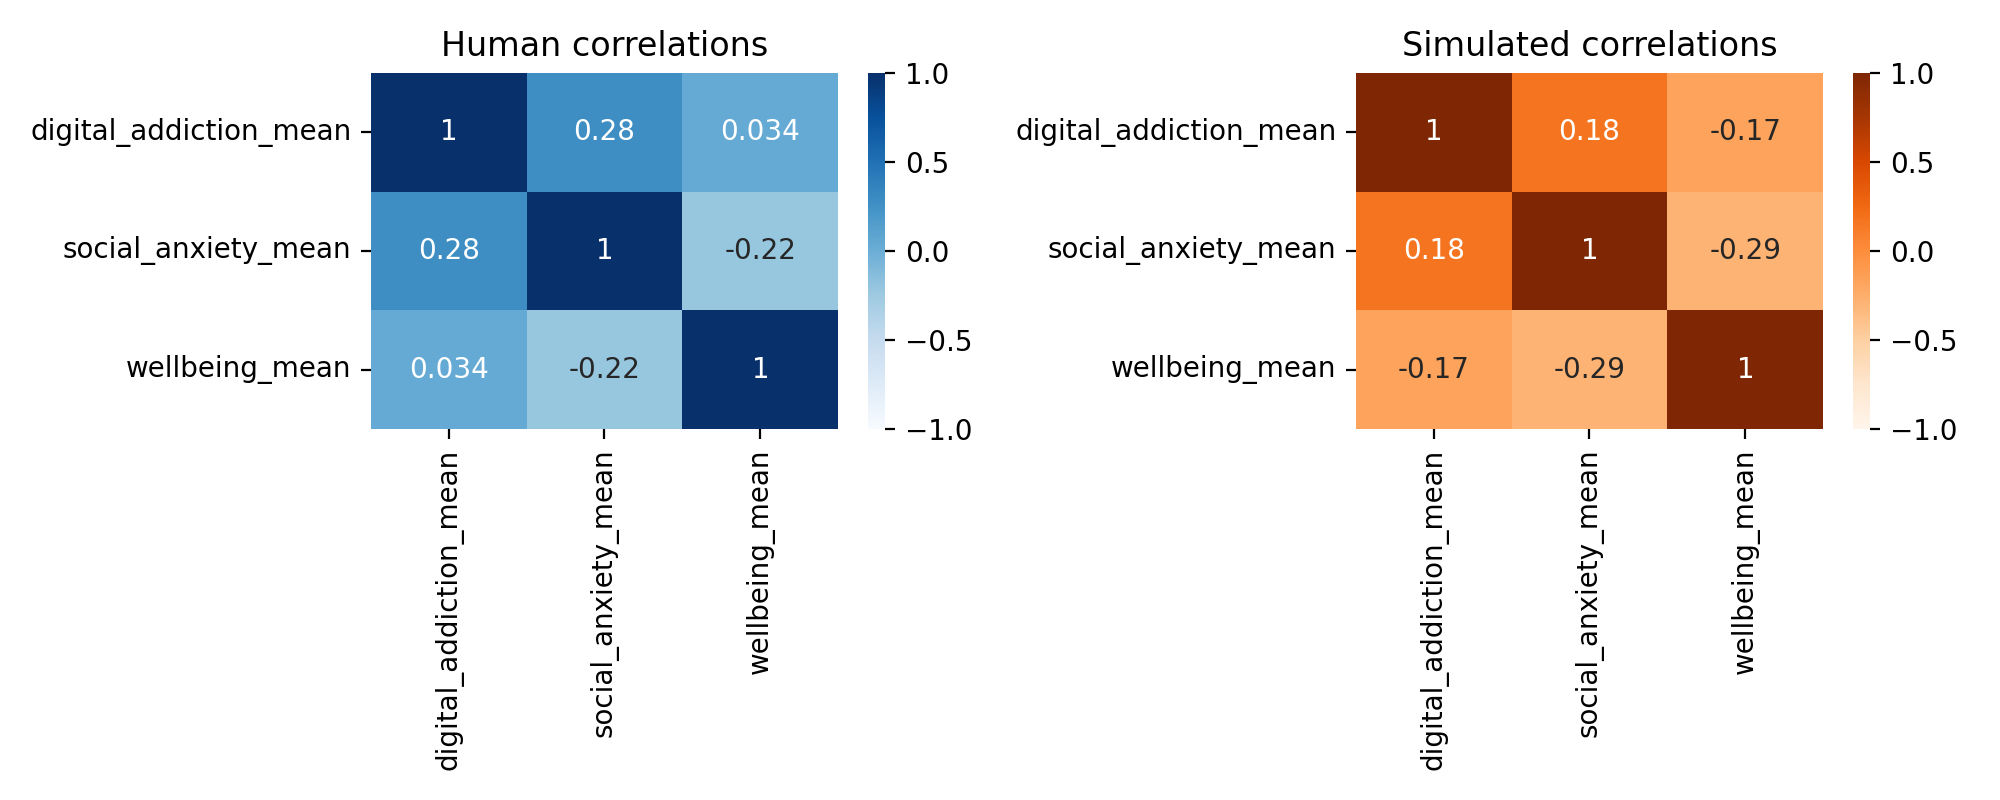 Human correlations
digital_addiction_mean 1 0.28 0.034
social_anxiety_mean 0.28 1 -0.22
wellbeing_mean 0.034 -0.22 1
digital_addiction_mean
social_anxiety_mean
wellbeing_mean
1.0
0.5
0.0
−0.5
−1.0
Simulated correlations
digital_addiction_mean 1 0.18 -0.17
social_anxiety_mean 0.18 1 -0.29
wellbeing_mean -0.17 -0.29 1
digital_addiction_mean
social_anxiety_mean
wellbeing_mean
1.0
0.5
0.0
−0.5
−1.0